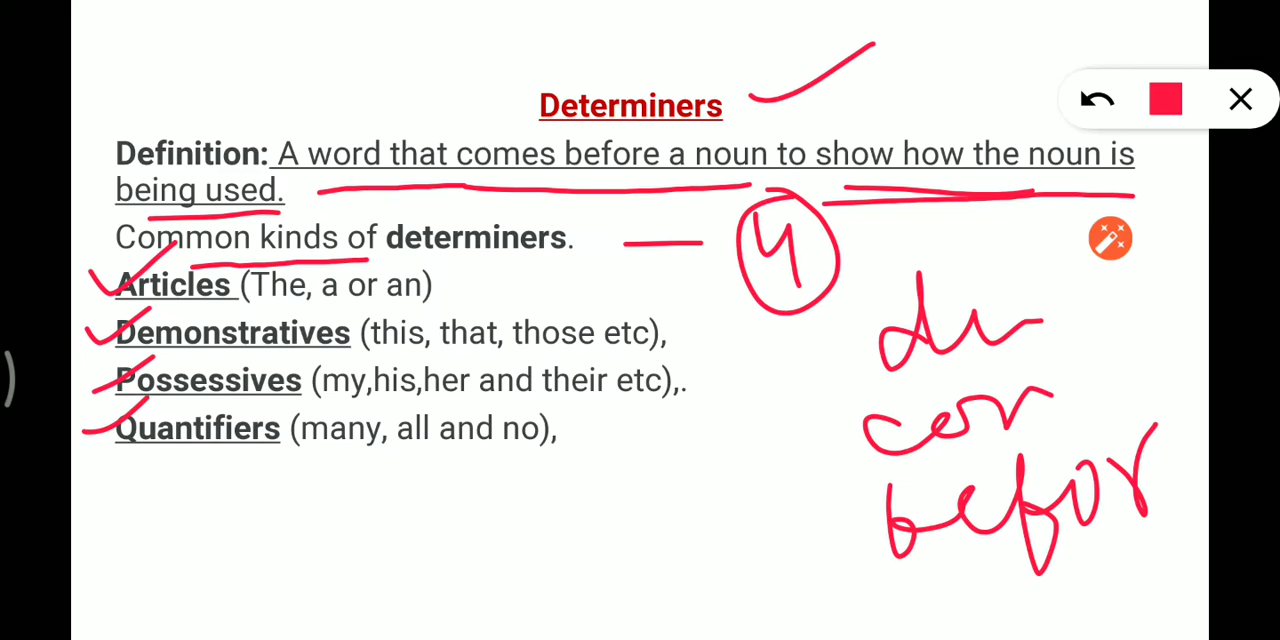 Determiners
Definition: A word that comes before a noun to show how the noun is
being used.
Common kinds of determiners.
4
Articles (The, a or an)
Demonstratives (this, that, those etc),
Possessives (my,his,her and their etc),.
Quantifiers (many, all and no),
befor